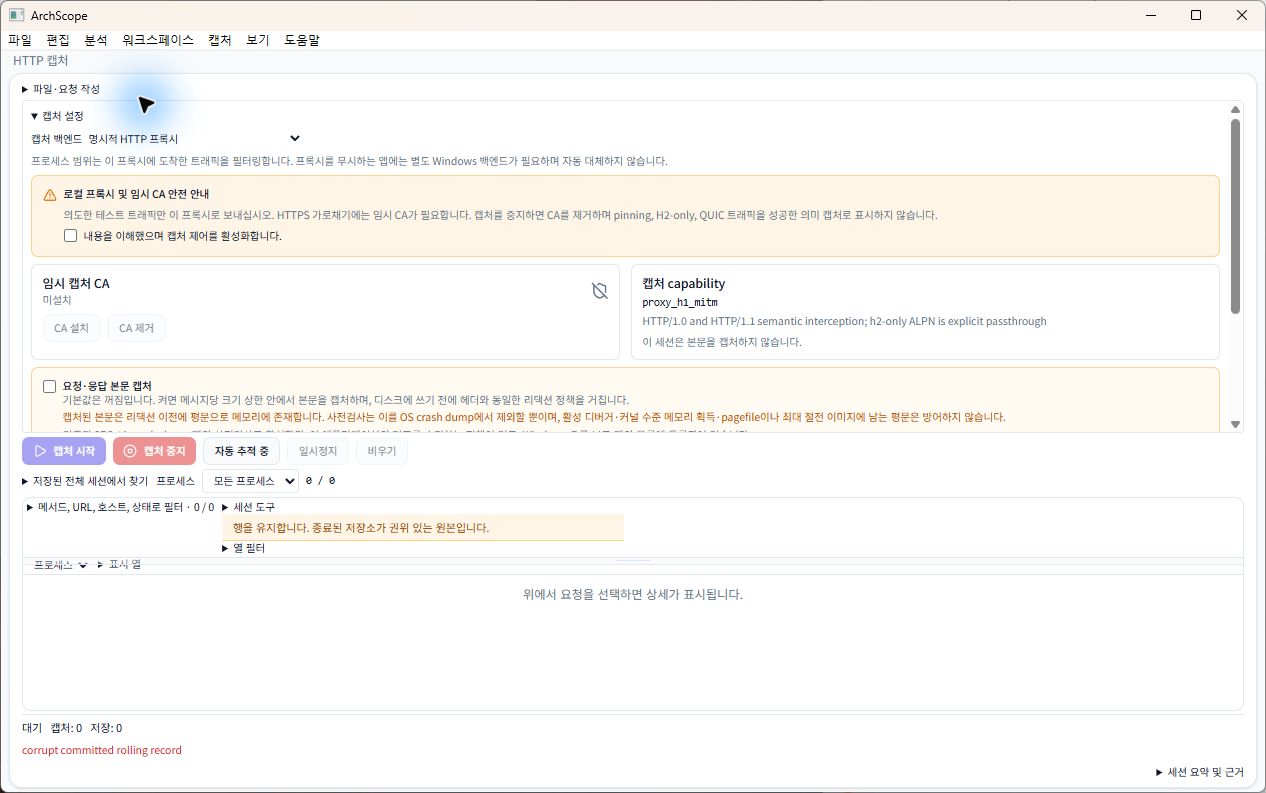 ArchScope
파일 편집 분석 워크스페이스 캡처 보기 도움말
HTTP 캡처
▶ 파일·요청 작성
▼ 캡처 설정
캡처 백엔드 명시적 HTTP 프록시
프로세스 범위는 이 프록시에 도착한 트래픽을 필터링합니다. 프록시를 무시하는 앱에는 별도 Windows 백엔드가 필요하며 자동 대체하지 않습니다.
로컬 프록시 및 임시 CA 안전 안내
의도한 테스트 트래픽만 이 프록시로 보내십시오. HTTPS 가로채기에는 임시 CA가 필요합니다. 캡처를 중지하면 CA를 제거하며 pinning, H2-only, QUIC 트래픽을 성공한 의미 캡처로 표시하지 않습니다.
내용을 이해했으며 캡처 제어를 활성화합니다.
임시 캡처 CA
미설치
CA 설치 CA 제거
캡처 capability
proxy_h1_mitm
HTTP/1.0 and HTTP/1.1 semantic interception; h2-only ALPN is explicit passthrough
이 세션은 본문을 캡처하지 않습니다.
요청·응답 본문 캡처
기본값은 꺼짐입니다. 켜면 메시지당 크기 상한 안에서 본문을 캡처하며, 디스크에 쓰기 전에 헤더와 동일한 리댁션 정책을 거칩니다.
캡처된 본문은 리댁션 이전에 평문으로 메모리에 존재합니다. 사전검사는 이를 OS crash dump에서 제외할 뿐이며, 활성 디버거·커널 수준 메모리 획득·pagefile이나 최대 절전 이미지에 남는 평문은 방어하지 않습니다.
캡처 시작 캡처 중지 자동 추적 중 일시정지 비우기
▶ 저장된 전체 세션에서 찾기 프로세스 모든 프로세스 0 / 0
▶ 메서드, URL, 호스트, 상태로 필터 · 0 / 0 ▶ 세션 도구
행을 유지합니다. 종료된 저장소가 권위 있는 원본입니다.
▶ 열 필터
프로세스 ▶ 표시 열
위에서 요청을 선택하면 상세가 표시됩니다.
대기 캡처: 0 저장: 0
corrupt committed rolling record
▶ 세션 요약 및 근거